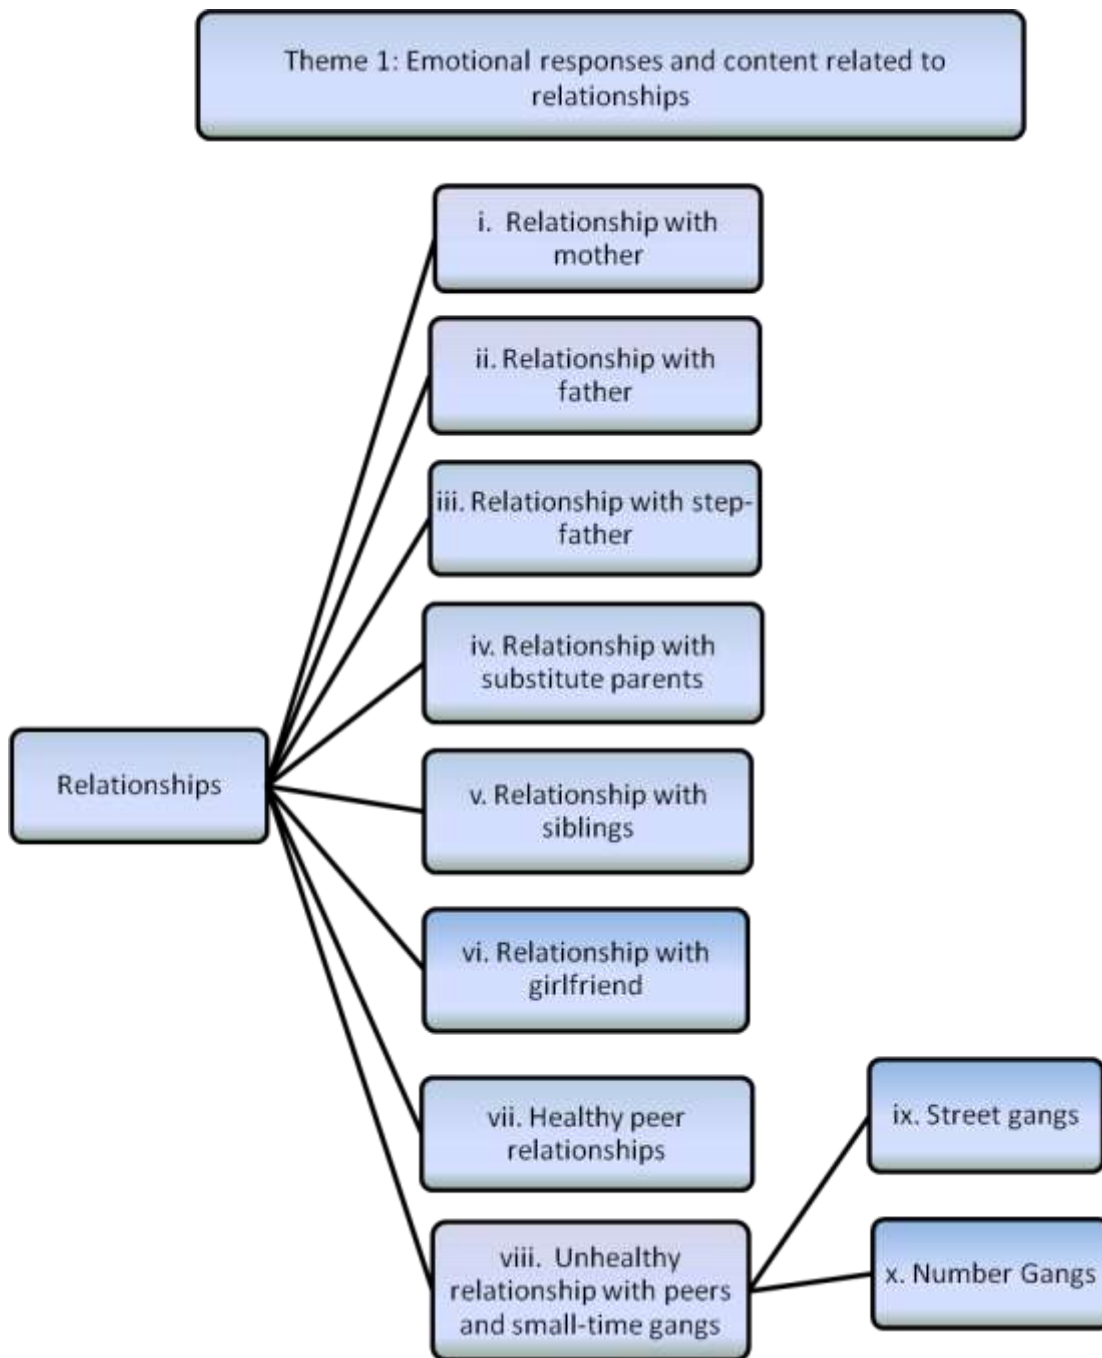 Theme 1: Emotional responses and content related to
relationships
i. Relationship with
mother
ii. Relationship with
father
iii. Relationship with step-
father
iv. Relationship with
substitute parents
Relationships
v. Relationship with
siblings
vi. Relationship with
girlfriend
vii. Healthy peer
relationships
viii. Unhealthy
relationship with peers
and small-time gangs
ix. Street gangs
x. Number Gangs